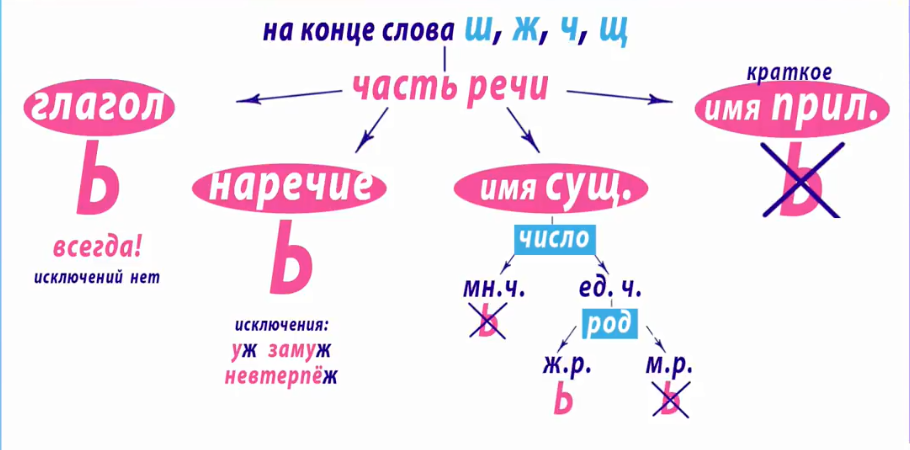 на конце слова ш, ж, ч, щ
часть речи
глагол
ь
всегда!
исключений нет
наречие
ь
исключения:
уж замуж
невтерпёж
имя сущ.
число
мн.ч.
ь
ед. ч.
род
ж.р.
ь
м.р.
ь
краткое
имя прил.
ь